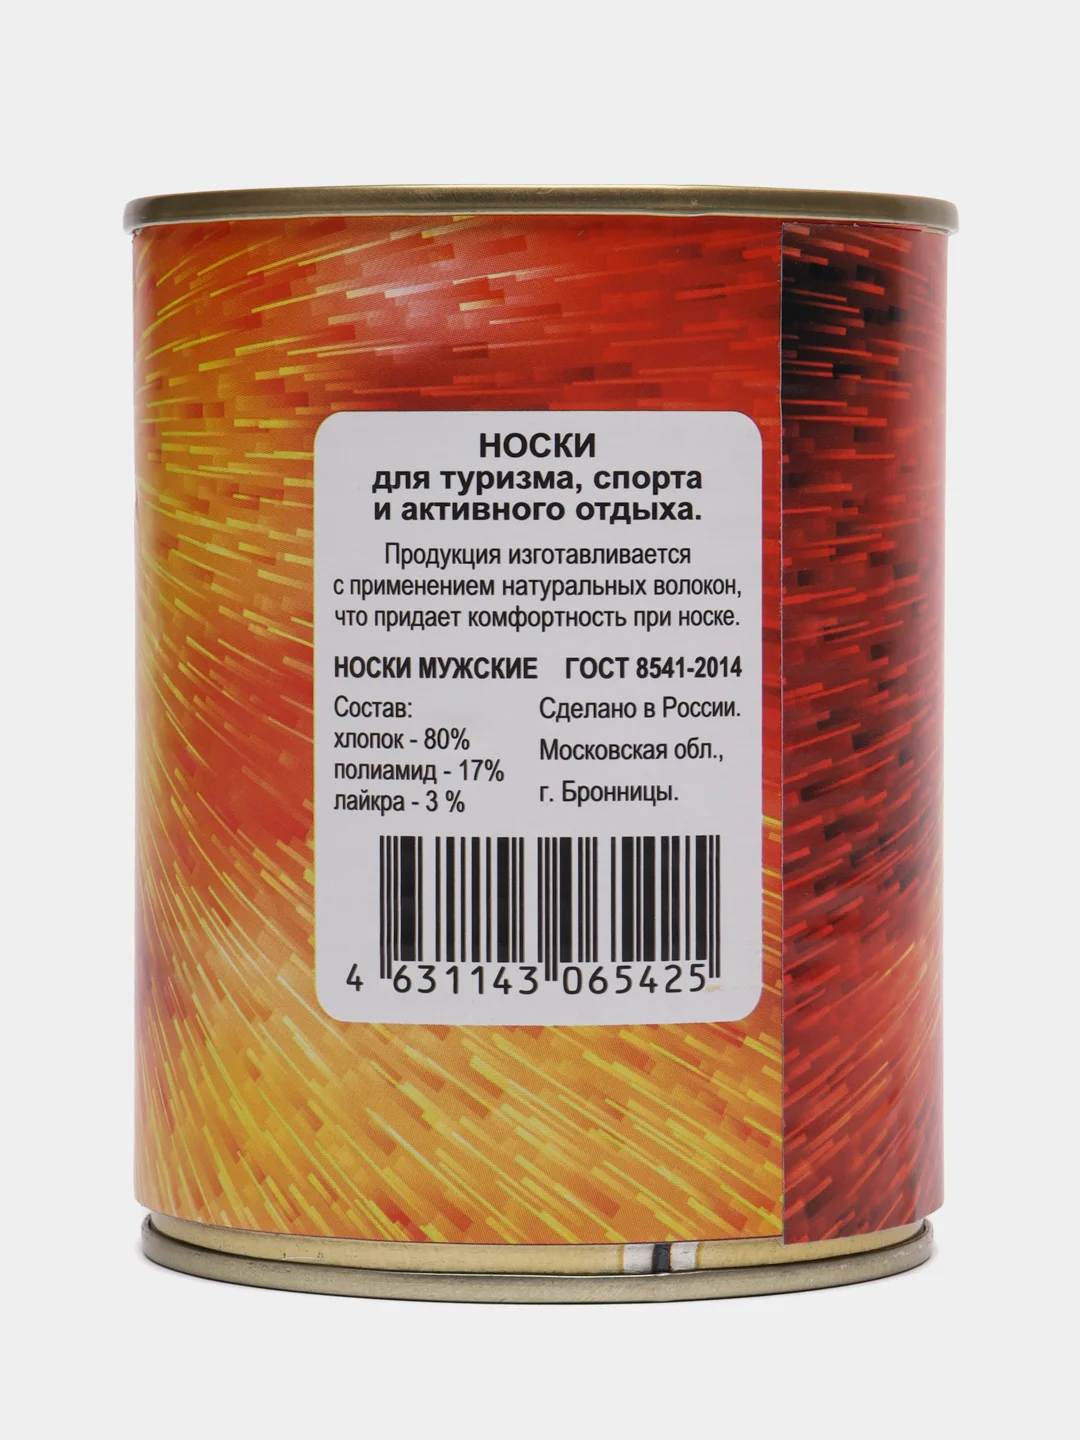 НОСКИ
для туризма, спорта
и активного отдыха.
Продукция изготавливается
с применением натуральных волокон,
что придает комфортность при носке.
НОСКИ МУЖСКИЕ ГОСТ 8541-2014
Состав:
хлопок - 80%
полиамид - 17%
лайкра - 3 %
Сделано в России.
Московская обл.,
г. Бронницы.
4 631143 065425